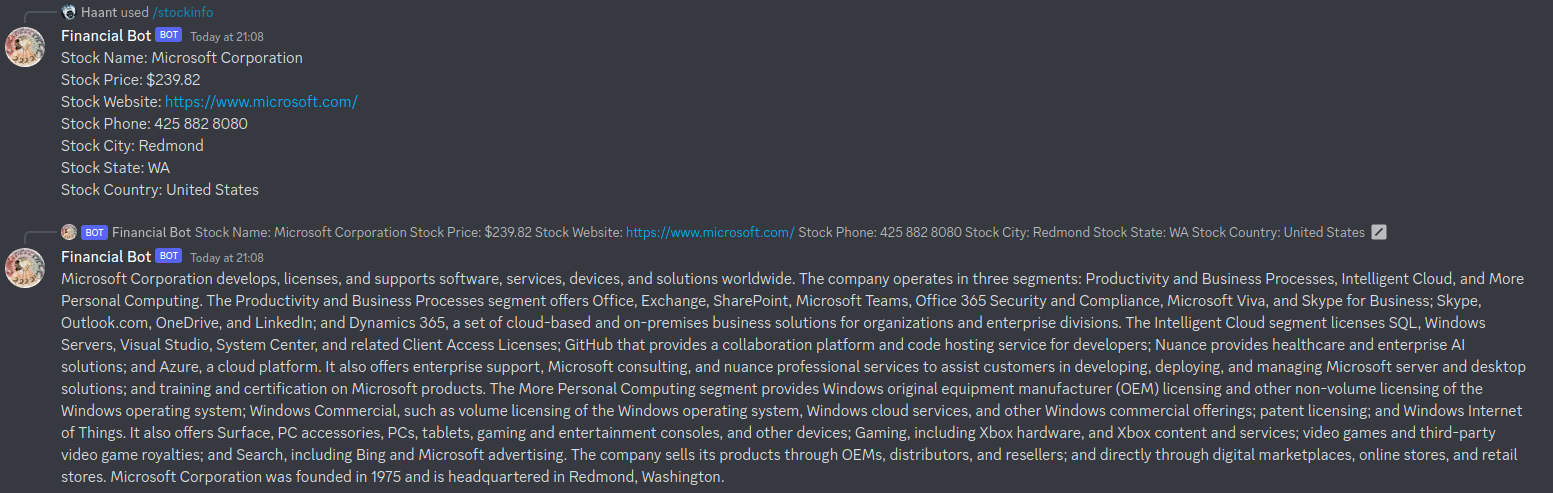 Haant used /stockinfo
Financial Bot BOT Today at 21:08
Stock Name: Microsoft Corporation
Stock Price: $239.82
Stock Website: https://www.microsoft.com/
Stock Phone: 425 882 8080
Stock City: Redmond
Stock State: WA
Stock Country: United States
BOT Financial Bot Stock Name: Microsoft Corporation Stock Price: $239.82 Stock Website: https://www.microsoft.com/ Stock Phone: 425 882 8080 Stock City: Redmond Stock State: WA Stock Country: United States
Financial Bot BOT Today at 21:08
Microsoft Corporation develops, licenses, and supports software, services, devices, and solutions worldwide. The company operates in three segments: Productivity and Business Processes, Intelligent Cloud, and More
Personal Computing. The Productivity and Business Processes segment offers Office, Exchange, SharePoint, Microsoft Teams, Office 365 Security and Compliance, Microsoft Viva, and Skype for Business; Skype,
Outlook.com, OneDrive, and LinkedIn; and Dynamics 365, a set of cloud-based and on-premises business solutions for organizations and enterprise divisions. The Intelligent Cloud segment licenses SQL, Windows
Servers, Visual Studio, System Center, and related Client Access Licenses; GitHub that provides a collaboration platform and code hosting service for developers; Nuance provides healthcare and enterprise AI
solutions; and Azure, a cloud platform. It also offers enterprise support, Microsoft consulting, and nuance professional services to assist customers in developing, deploying, and managing Microsoft server and desktop
solutions; and training and certification on Microsoft products. The More Personal Computing segment provides Windows original equipment manufacturer (OEM) licensing and other non-volume licensing of the
Windows operating system; Windows Commercial, such as volume licensing of the Windows operating system, Windows cloud services, and other Windows commercial offerings; patent licensing; and Windows Internet
of Things. It also offers Surface, PC accessories, PCs, tablets, gaming and entertainment consoles, and other devices; Gaming, including Xbox hardware, and Xbox content and services; video games and third-party
video game royalties; and Search, including Bing and Microsoft advertising. The company sells its products through OEMs, distributors, and resellers; and directly through digital marketplaces, online stores, and retail
stores. Microsoft Corporation was founded in 1975 and is headquartered in Redmond, Washington.